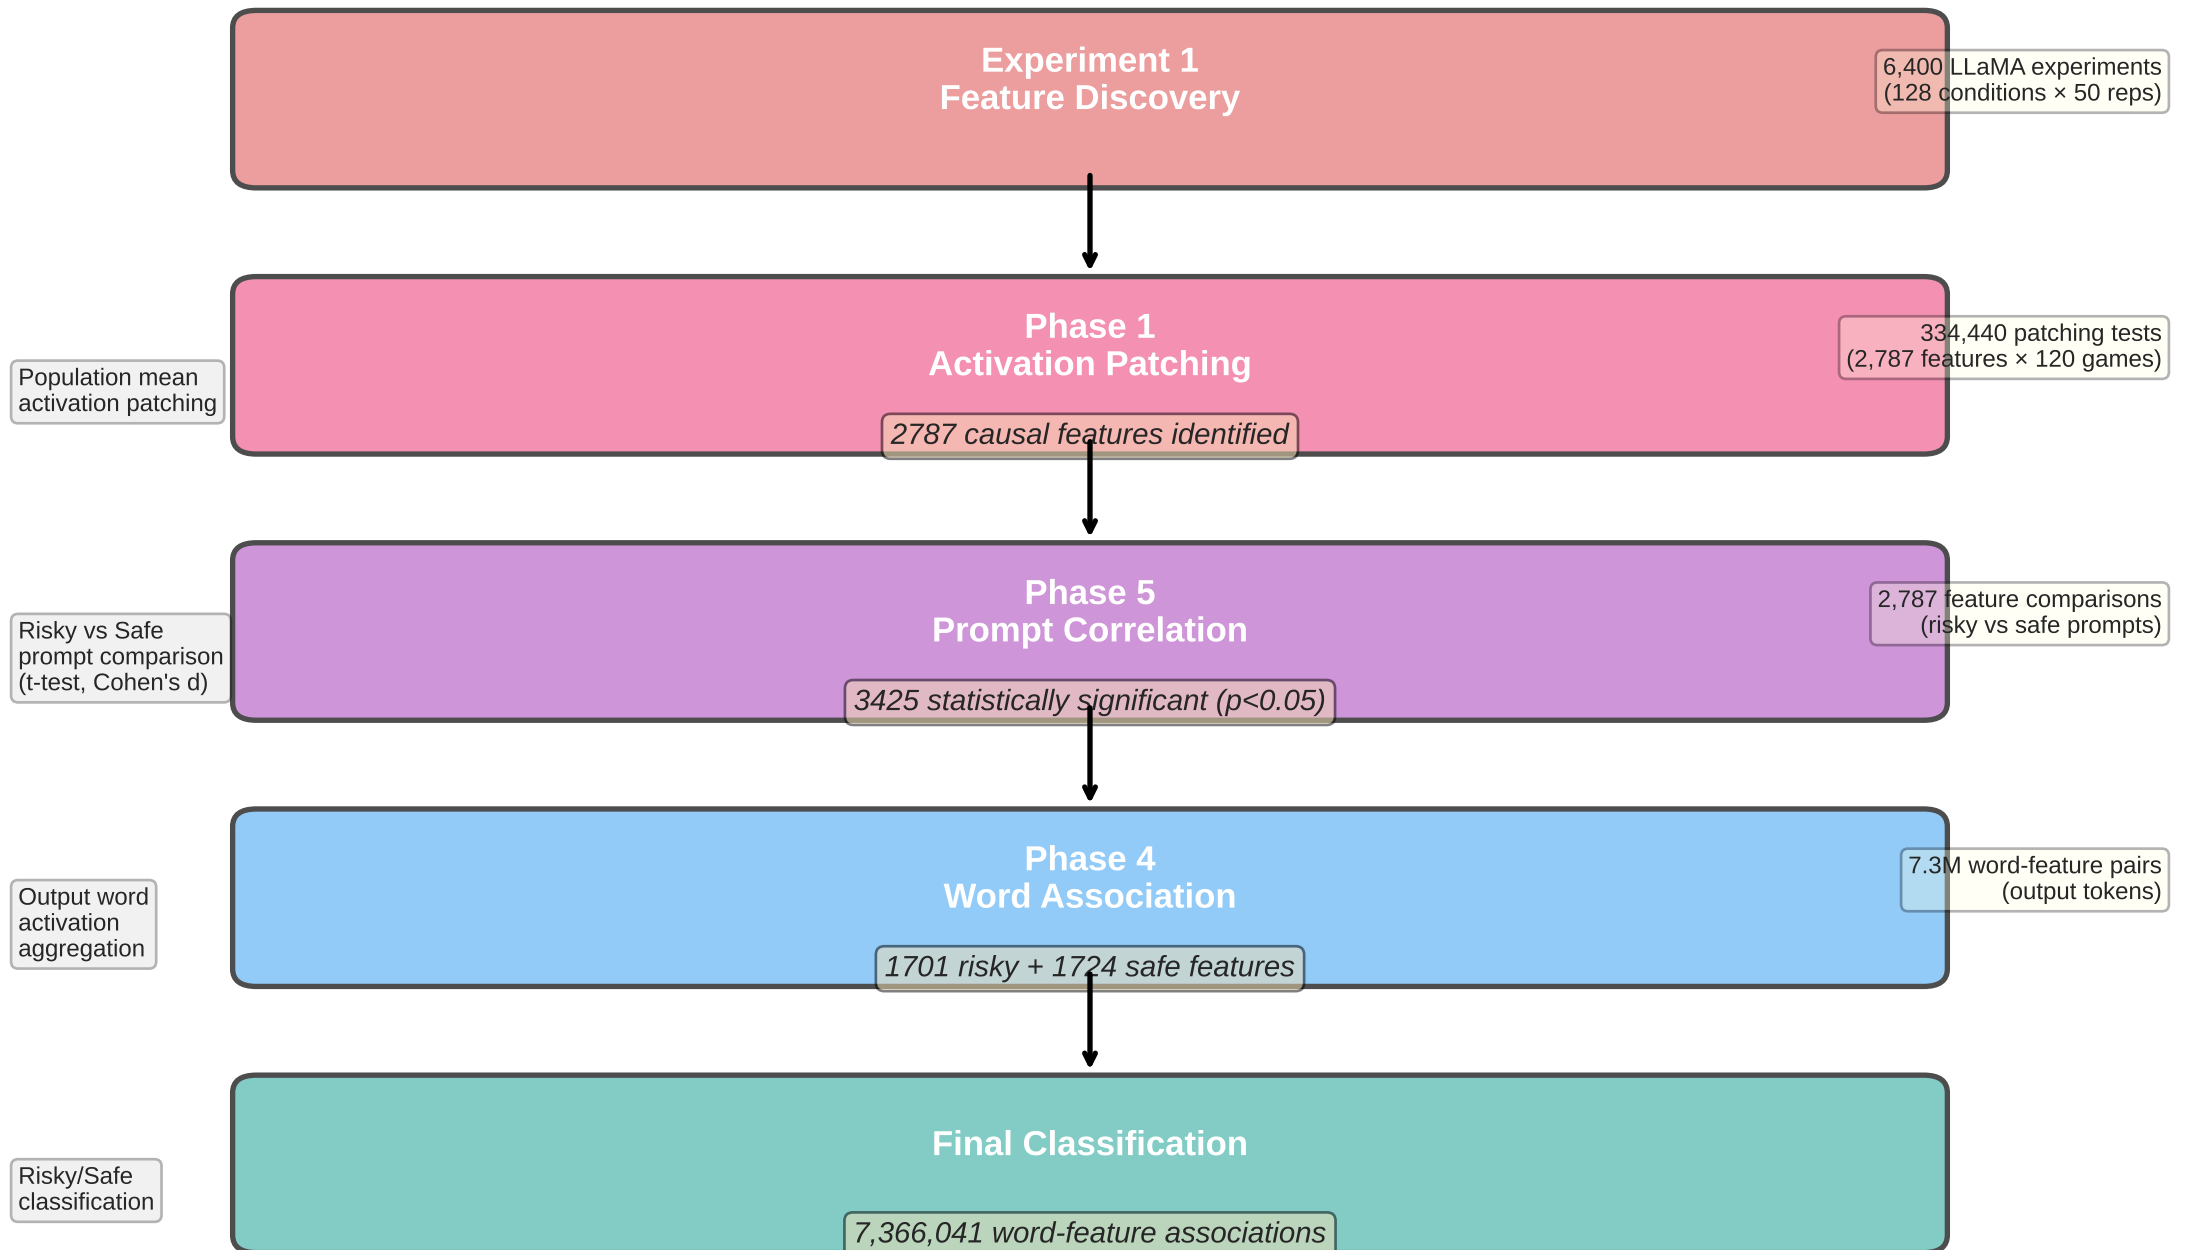 Experiment 1
Feature Discovery
6,400 LLaMA experiments
(128 conditions × 50 reps)
Phase 1
Activation Patching
334,440 patching tests
(2,787 features × 120 games)
Population mean
activation patching
2787 causal features identified
Phase 5
Prompt Correlation
2,787 feature comparisons
(risky vs safe prompts)
Risky vs Safe
prompt comparison
(t-test, Cohen's d)
3425 statistically significant (p<0.05)
Phase 4
Word Association
7.3M word-feature pairs
(output tokens)
Output word
activation
aggregation
1701 risky + 1724 safe features
Final Classification
Risky/Safe
classification
7,366,041 word-feature associations